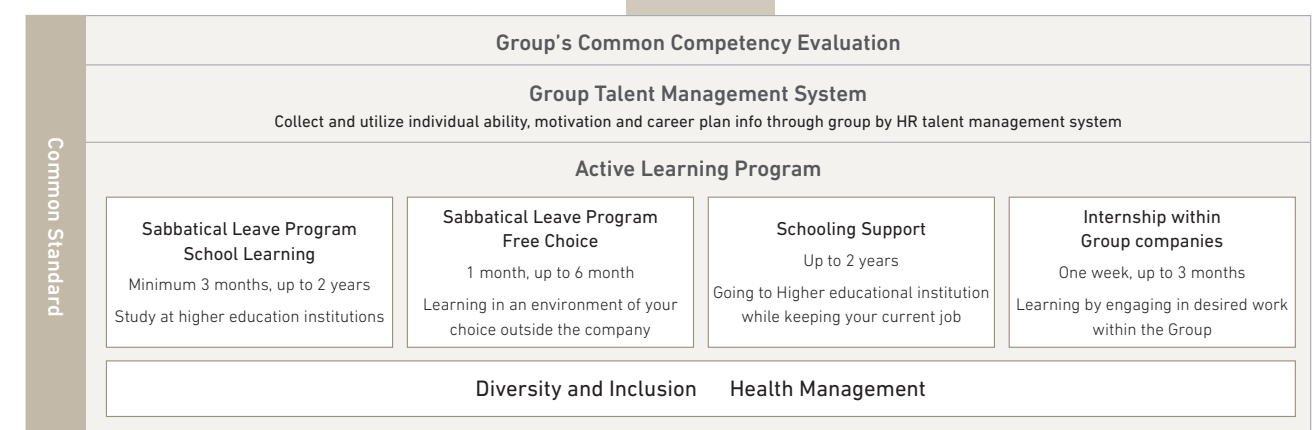 Common Standard
Group's Common Competency Evaluation
Group Talent Management System
Collect and utilize individual ability, motivation and career plan info through group by HR talent management system
Active Learning Program
Sabbatical Leave Program
School Learning
Minimum 3 months, up to 2 years
Study at higher education institutions
Sabbatical Leave Program
Free Choice
1 month, up to 6 month
Learning in an environment of your
choice outside the company
Schooling Support
Up to 2 years
Going to Higher educational institution
while keeping your current job
Internship within
Group companies
One week, up to 3 months
Learning by engaging in desired work
within the Group
Diversity and Inclusion Health Management